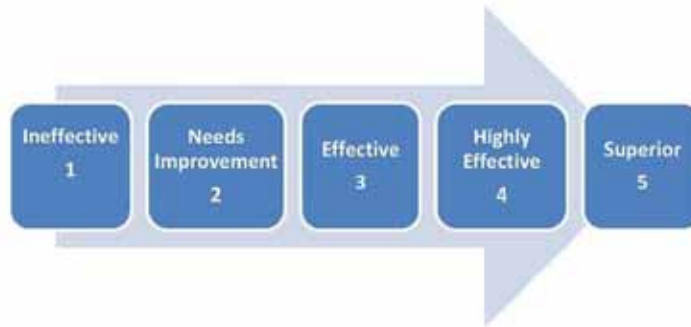 Ineffective
1
Needs
Improvement
2
Effective
3
Highly
Effective
4
Superior
5